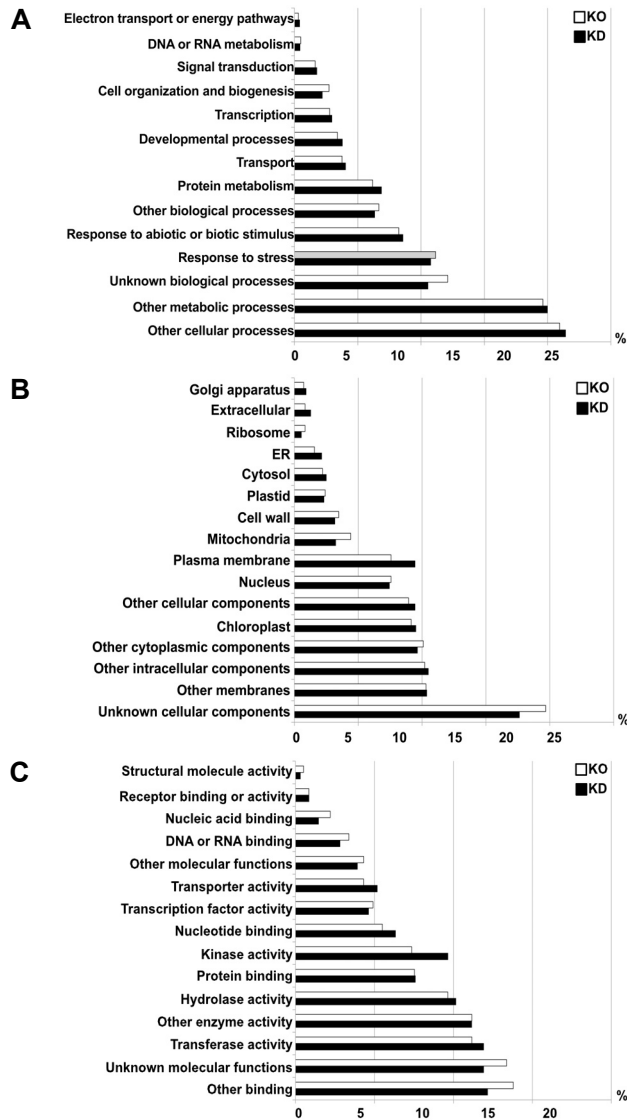 A
KO
KD
Electron transport or energy pathways
DNA or RNA metabolism
Signal transduction
Cell organization and biogenesis
Transcription
Developmental processes
Transport
Protein metabolism
Other biological processes
Response to abiotic or biotic stimulus
Response to stress
Unknown biological processes
Other metabolic processes
Other cellular processes
0 5 10 15 20 25 %
B
KO
KD
Golgi apparatus
Extracellular
Ribosome
ER
Cytosol
Plastid
Cell wall
Mitochondria
Plasma membrane
Nucleus
Other cellular components
Chloroplast
Other cytoplasmic components
Other intracellular components
Other membranes
Unknown cellular components
0 5 10 15 20 25 %
C
KO
KD
Structural molecule activity
Receptor binding or activity
Nucleic acid binding
DNA or RNA binding
Other molecular functions
Transporter activity
Transcription factor activity
Nucleotide binding
Kinase activity
Protein binding
Hydrolase activity
Other enzyme activity
Transferase activity
Unknown molecular functions
Other binding
0 5 10 15 20 %